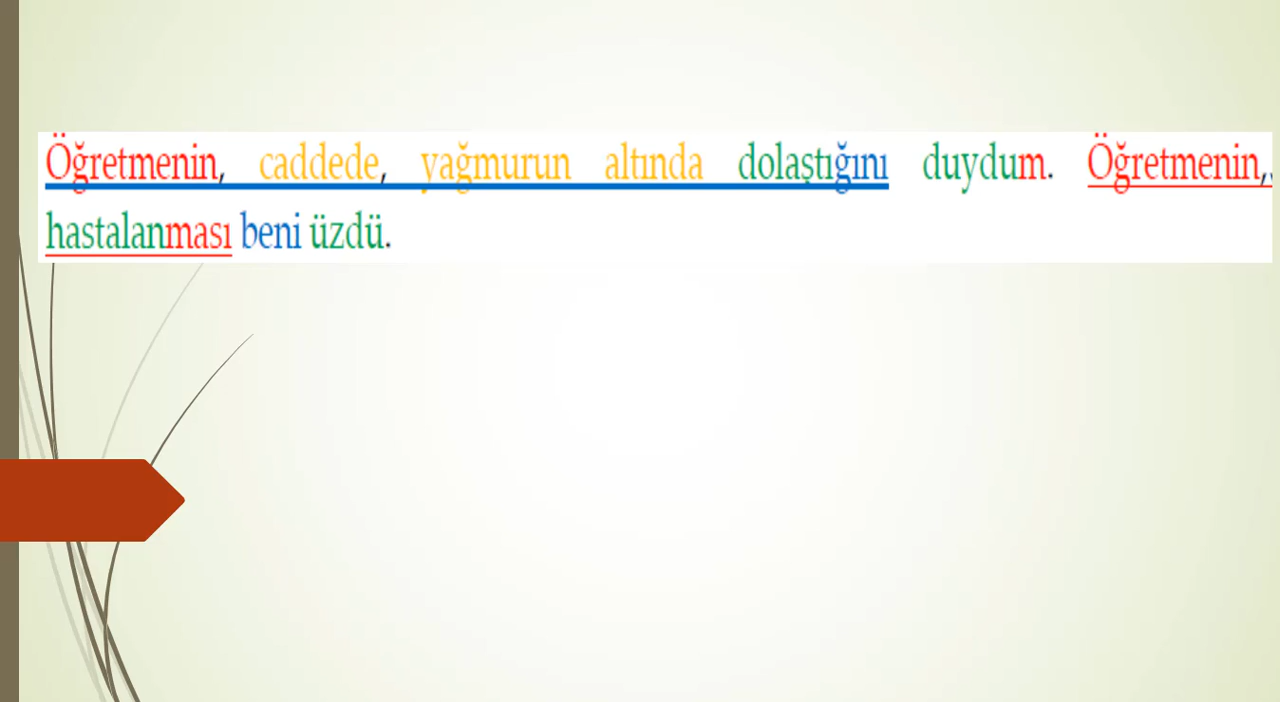 Öğretmenin, caddede, yağmurun altında dolaştığını duydum. Öğretmenin,
hastalanması beni üzdü.